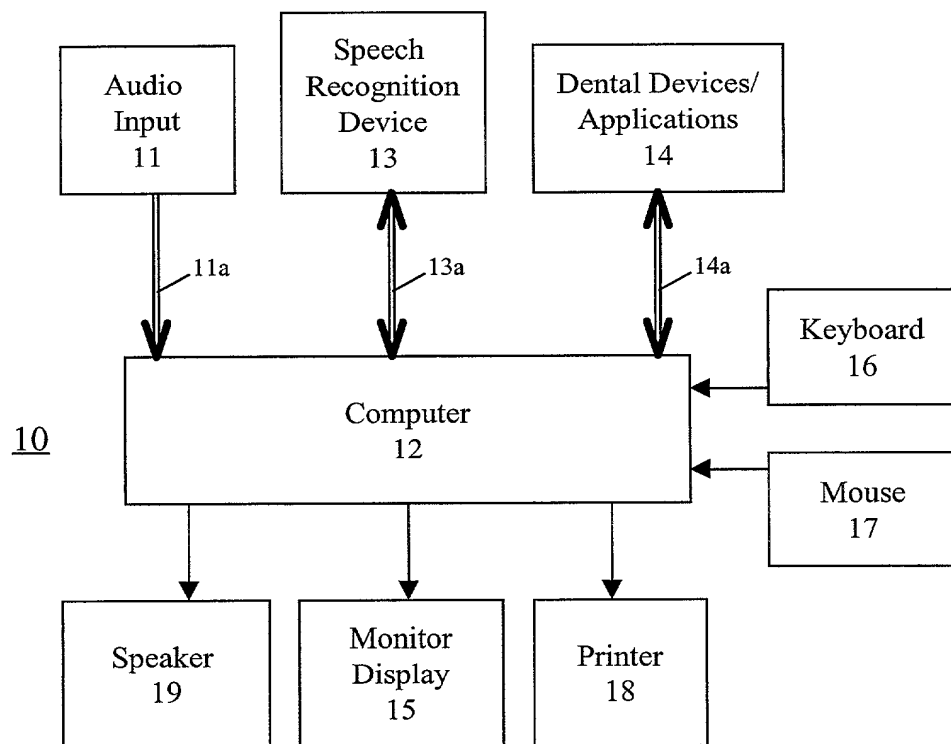 Audio
Input
11
Speech
Recognition
Device
13
Dental Devices/
Applications
14
11a
13a
14a
Keyboard
16
Computer
12
10
Mouse
17
Speaker
19
Monitor
Display
15
Printer
18